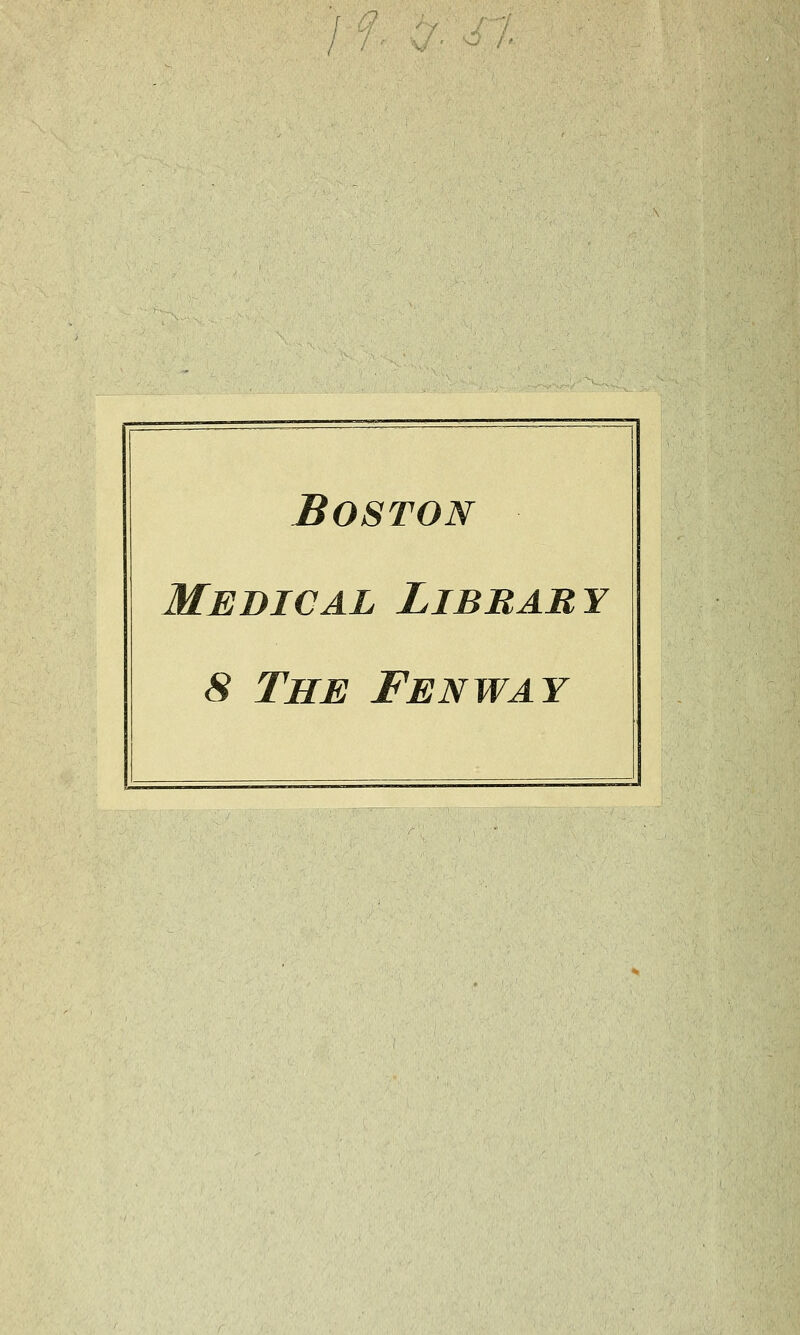 BOSTON
MEDICAL LIBRARY
8 THE FENWAY